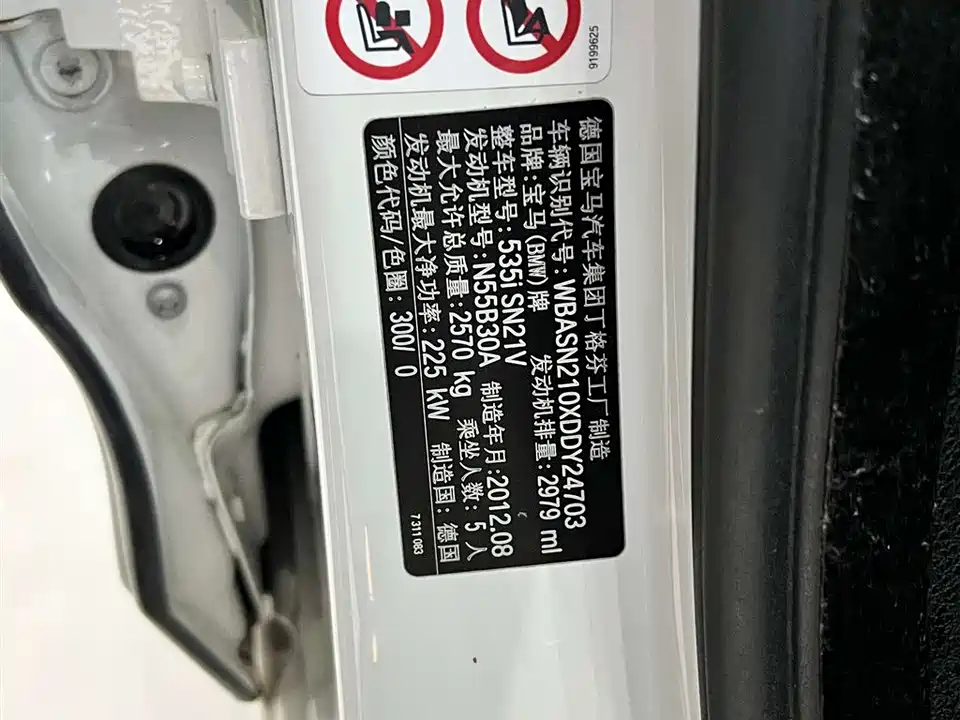 9199625
德国宝马汽车集团丁格芬工厂 制造
车辆识别代号: WBASN210XDDY24703
品牌:宝马(BMW)牌 发动机排量:2979 ml
整车型号:535i SN21V
发动机型号:N55B30A 制造年月:2012.08
最大允许总质量:2570 kg 乘坐人数: 5 人
发动机最大净功率: 225 kW 制造国: 德国
颜色代码/色圈: 300/ 0
7311 083